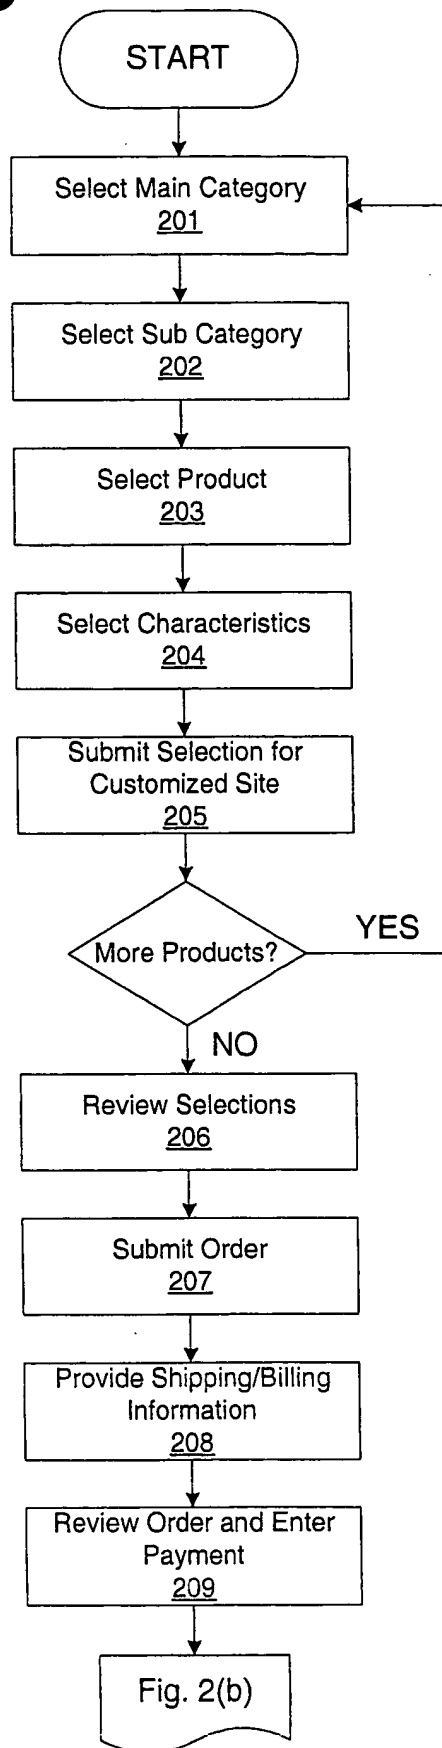 START
Select Main Category
201
Select Sub Category
202
Select Product
203
Select Characteristics
204
Submit Selection for
Customized Site
205
More Products?
YES
NO
Review Selections
206
Submit Order
207
Provide Shipping/Billing
Information
208
Review Order and Enter
Payment
209
Fig. 2(b)